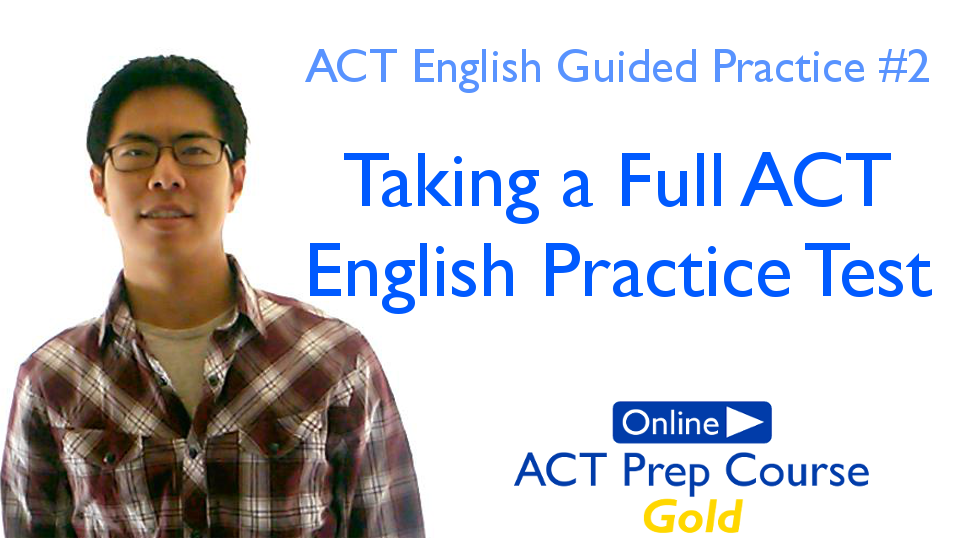 ACT English Guided Practice #2
Taking a Full ACT
English Practice Test
Online
ACT Prep Course
Gold